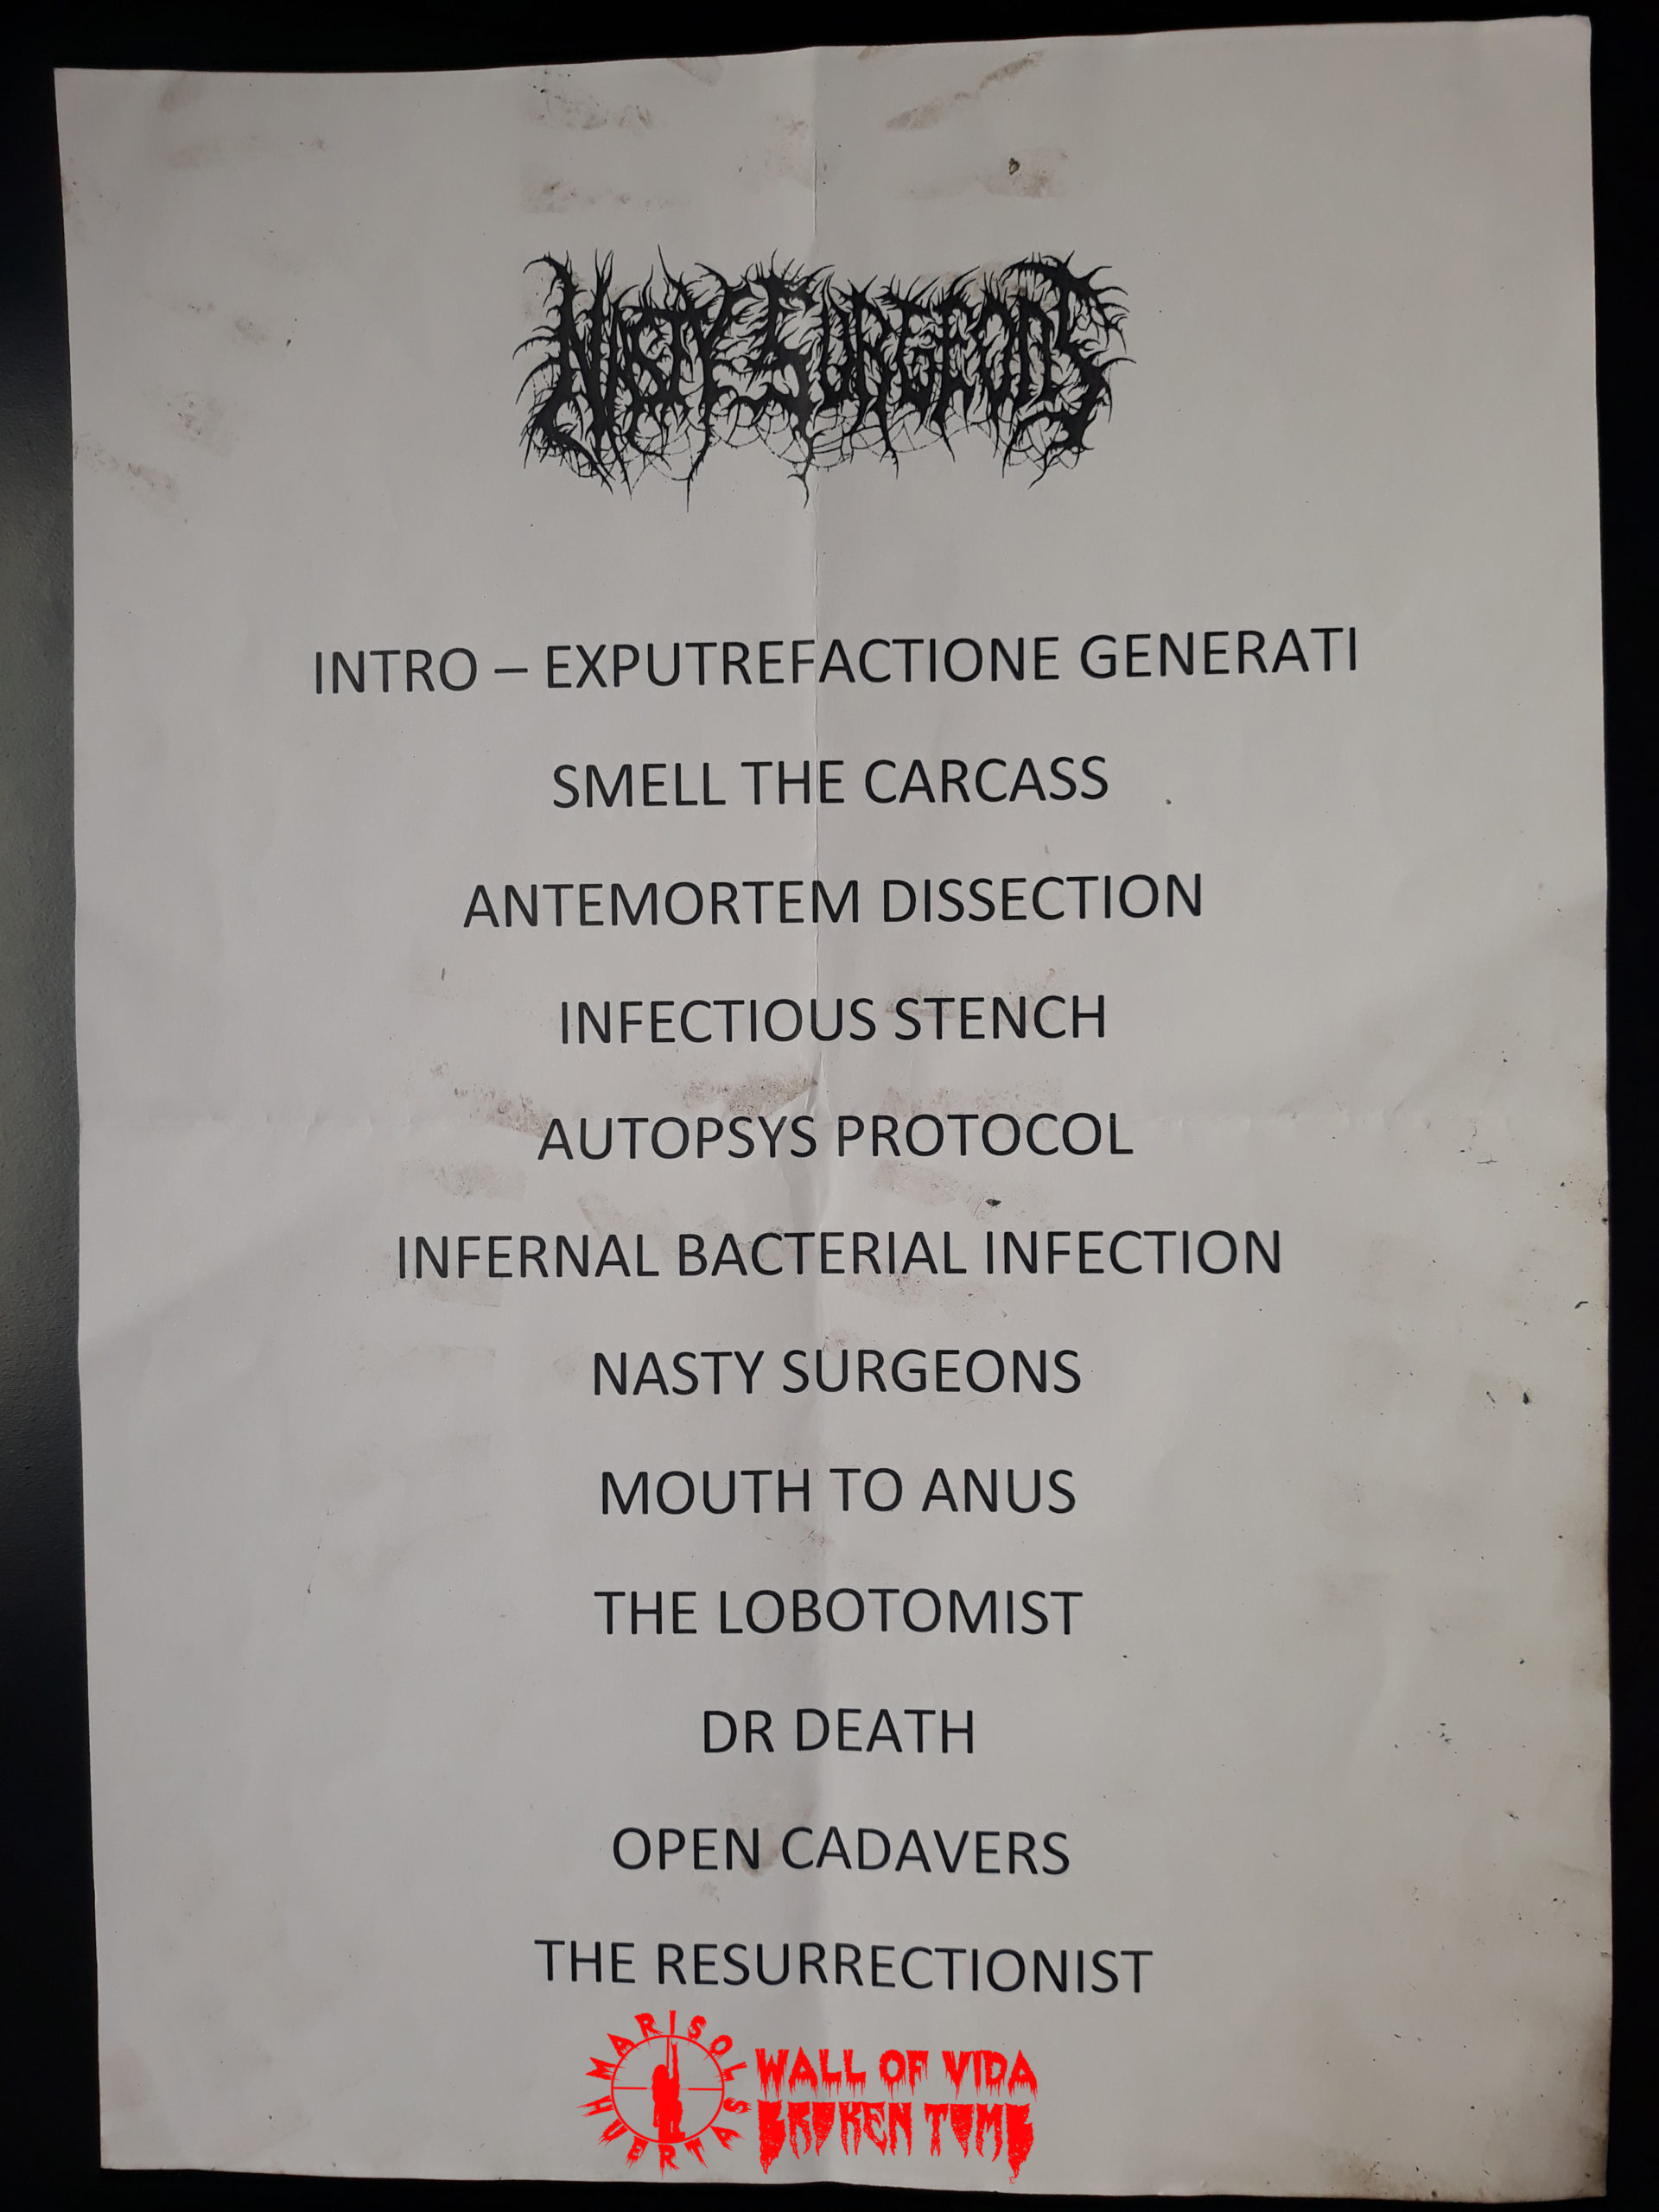 NASTY SURGEONS
INTRO – EXPUTREFACTIONE GENERATI
SMELL THE CARCASS
ANTEMORTEM DISSECTION
INFECTIOUS STENCH
AUTOPSYS PROTOCOL
INFERNAL BACTERIAL INFECTION
NASTY SURGEONS
MOUTH TO ANUS
THE LOBOTOMIST
DR DEATH
OPEN CADAVERS
THE RESURRECTIONIST
MARISOL HUERTAS
WALL OF VIDA
BROKEN TOMB